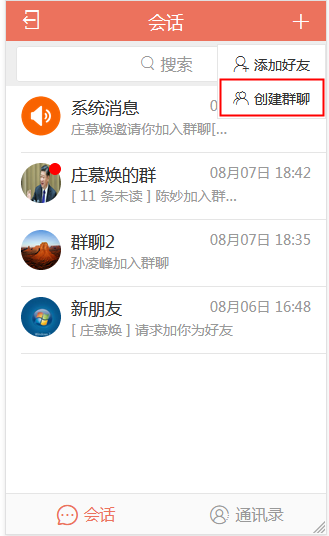 会话
搜索
添加好友
创建群聊
系统消息
庄慕焕邀请你加入群聊[...
庄慕焕的群 08月07日 18:42
[ 11 条未读 ] 陈妙加入群...
群聊2 08月07日 18:35
孙凌峰加入群聊
新朋友 08月06日 16:48
[ 庄慕焕 ] 请求加你为好友
会话 通讯录